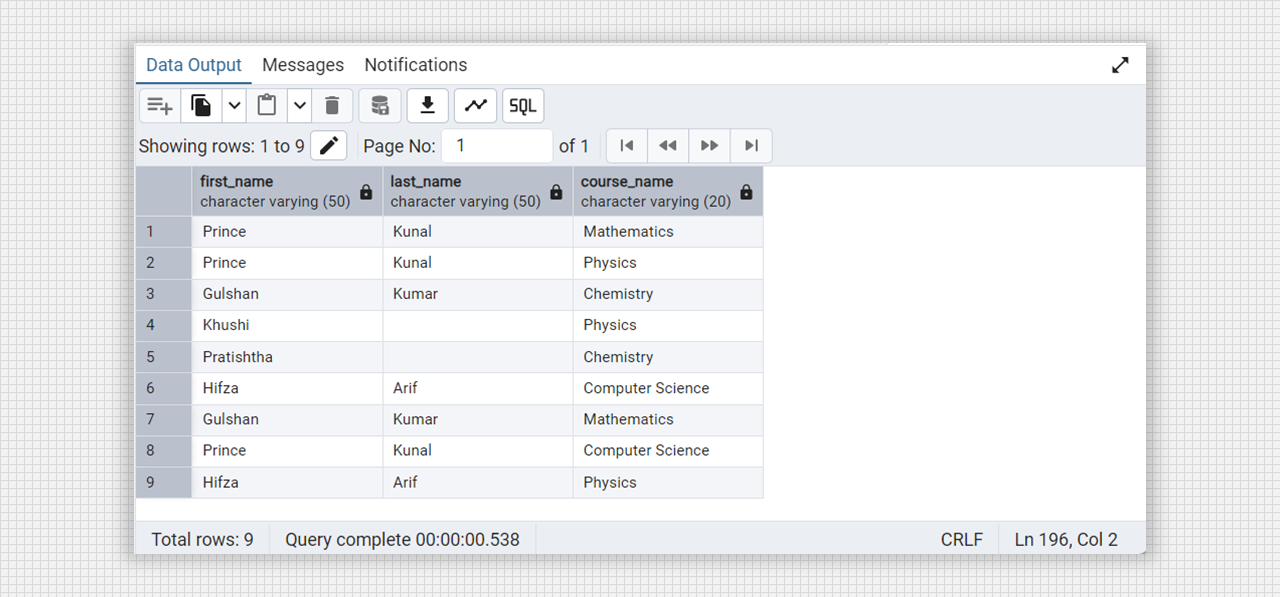 Data Output Messages Notifications
SQL
Showing rows: 1 to 9 Page No: 1 of 1
first_name last_name course_name
character varying (50) character varying (50) character varying (20)
1 Prince Kunal Mathematics
2 Prince Kunal Physics
3 Gulshan Kumar Chemistry
4 Khushi Physics
5 Pratishtha Chemistry
6 Hifza Arif Computer Science
7 Gulshan Kumar Mathematics
8 Prince Kunal Computer Science
9 Hifza Arif Physics
Total rows: 9 Query complete 00:00:00.538 CRLF Ln 196, Col 2